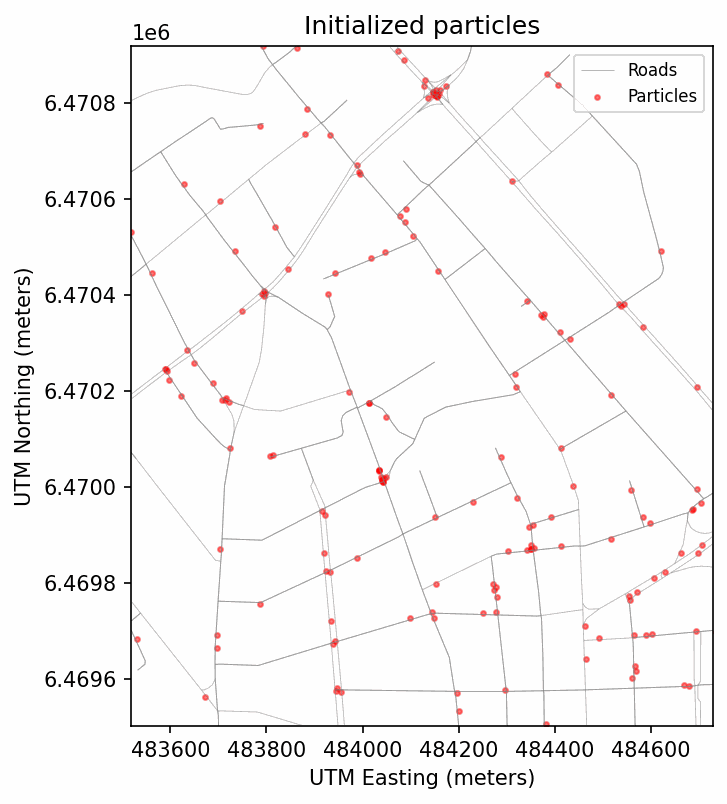 Initialized particles
1e6
Roads
Particles
6.4708
6.4706
6.4704
6.4702
6.4700
6.4698
6.4696
UTM Northing (meters)
483600 483800 484000 484200 484400 484600
UTM Easting (meters)